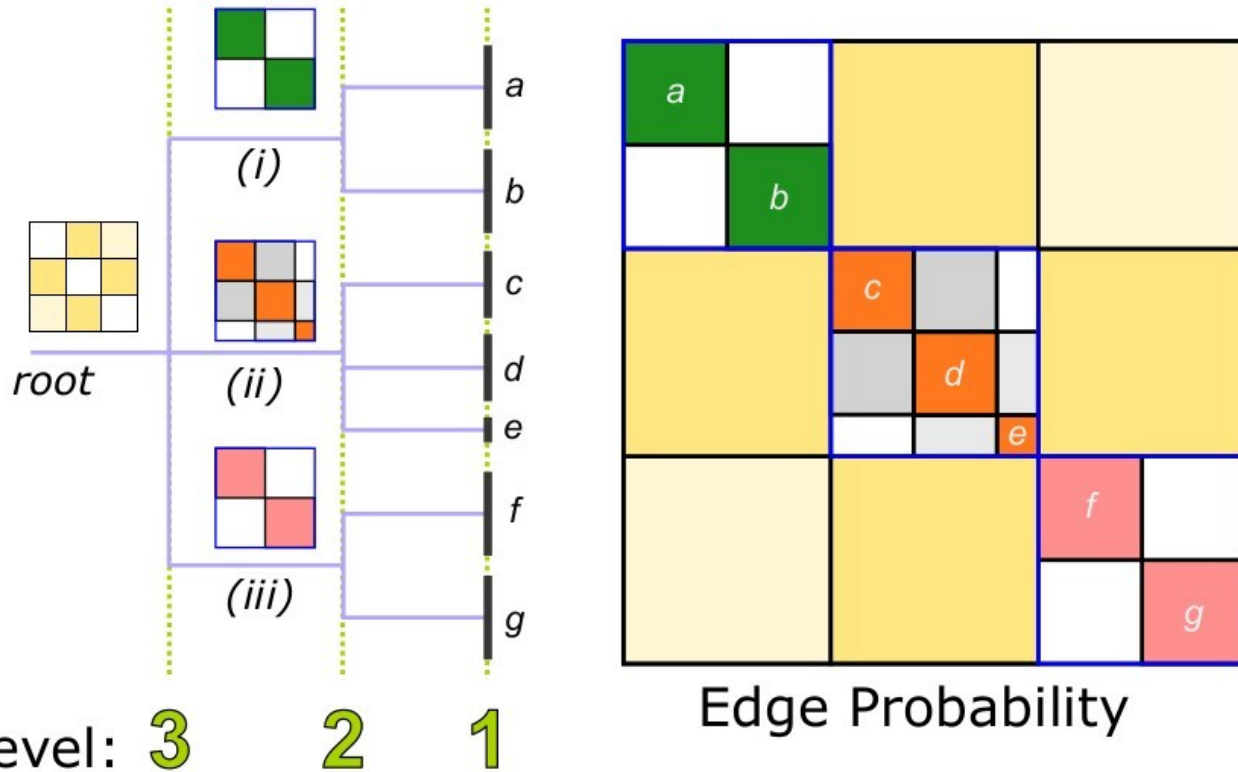 a
(i)
b
c
root
(ii)
d
e
f
(iii)
g
evel: 3 2 1
a
b
c
d
e
f
g
Edge Probability